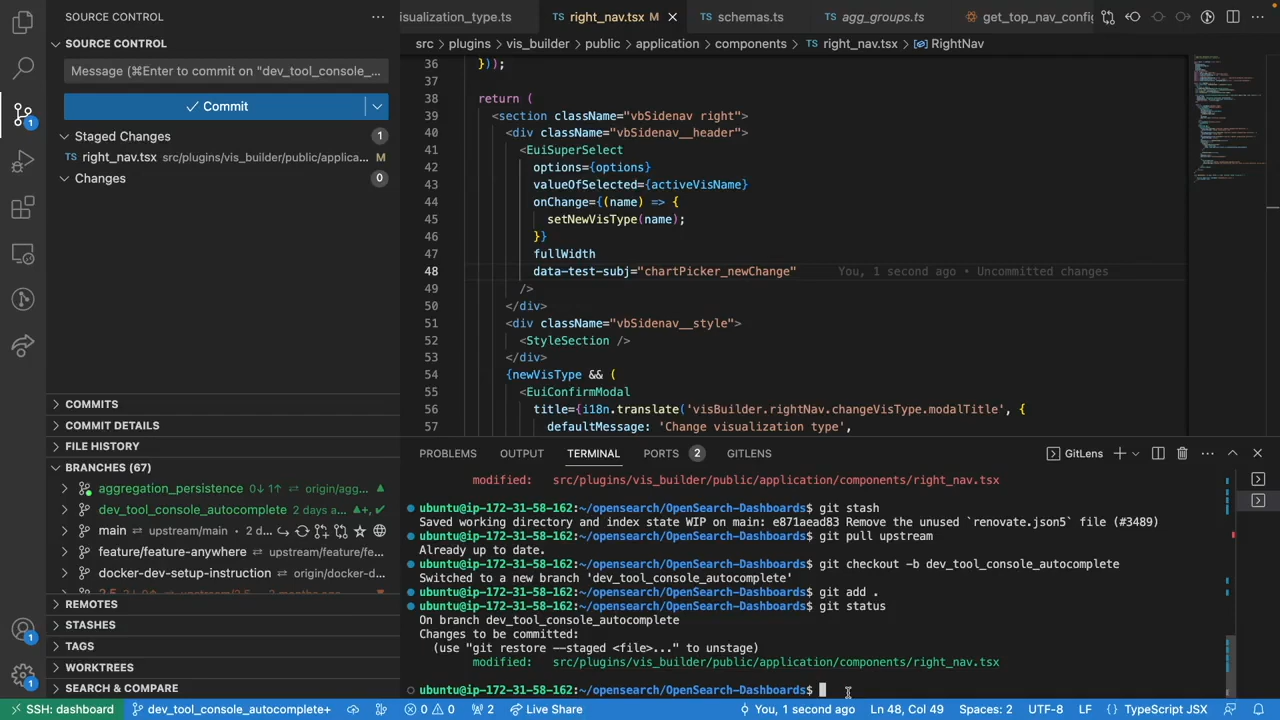 SOURCE CONTROL
SOURCE CONTROL
Message (⌘Enter to commit on "dev_tool_console_...
Commit
Staged Changes 1
right_nav.tsx src/plugins/vis_builder/public/applica... M
Changes 0
COMMITS
COMMIT DETAILS
FILE HISTORY
BRANCHES (67)
aggregation_persistence 0↓ 1↑ ⇄ origin/agg...
dev_tool_console_autocomplete 2 days a...
main upstream/main • 2 d...
feature/feature-anywhere upstream/feature/fe...
docker-dev-setup-instruction origin/docker-d...
REMOTES
STASHES
TAGS
WORKTREES
SEARCH & COMPARE
isualization_type.ts TS right_nav.tsx M TS schemas.ts TS agg_groups.ts get_top_nav_config
src > plugins > vis_builder > public > application > components > TS right_nav.tsx > RightNav
36 }));
37
38 return (
39 <section className="vbSidenav right">
40 <div className="vbSidenav__header">
41 <EuiSuperSelect
42 options={options}
43 valueOfSelected={activeVisName}
44 onChange={(name) => {
45 setNewVisType(name);
46 }}
47 fullWidth
48 data-test-subj="chartPicker_newChange" You, 1 second ago • Uncommitted changes
49 />
50 </div>
51 <div className="vbSidenav__style">
52 <StyleSection />
53 </div>
54 {newVisType && (
55 <EuiConfirmModal
56 title={i18n.translate('visBuilder.rightNav.changeVisType.modalTitle', {
57 defaultMessage: 'Change visualization type',
PROBLEMS OUTPUT TERMINAL PORTS 2 GITLENS GitLens
modified: src/plugins/vis_builder/public/application/components/right_nav.tsx
ubuntu@ip-172-31-58-162:~/opensearch/OpenSearch-Dashboards$ git stash
Saved working directory and index state WIP on main: e871aead83 Remove the unused `renovate.json5` file (#3489)
ubuntu@ip-172-31-58-162:~/opensearch/OpenSearch-Dashboards$ git pull upstream
Already up to date.
ubuntu@ip-172-31-58-162:~/opensearch/OpenSearch-Dashboards$ git checkout -b dev_tool_console_autocomplete
Switched to a new branch 'dev_tool_console_autocomplete'
ubuntu@ip-172-31-58-162:~/opensearch/OpenSearch-Dashboards$ git add .
ubuntu@ip-172-31-58-162:~/opensearch/OpenSearch-Dashboards$ git status
On branch dev_tool_console_autocomplete
Changes to be committed:
(use "git restore --staged <file>..." to unstage)
modified: src/plugins/vis_builder/public/application/components/right_nav.tsx
ubuntu@ip-172-31-58-162:~/opensearch/OpenSearch-Dashboards$
SSH: dashboard dev_tool_console_autocomplete+ 0 0 2 Live Share You, 1 second ago Ln 48, Col 49 Spaces: 2 UTF-8 LF {} TypeScript JSX